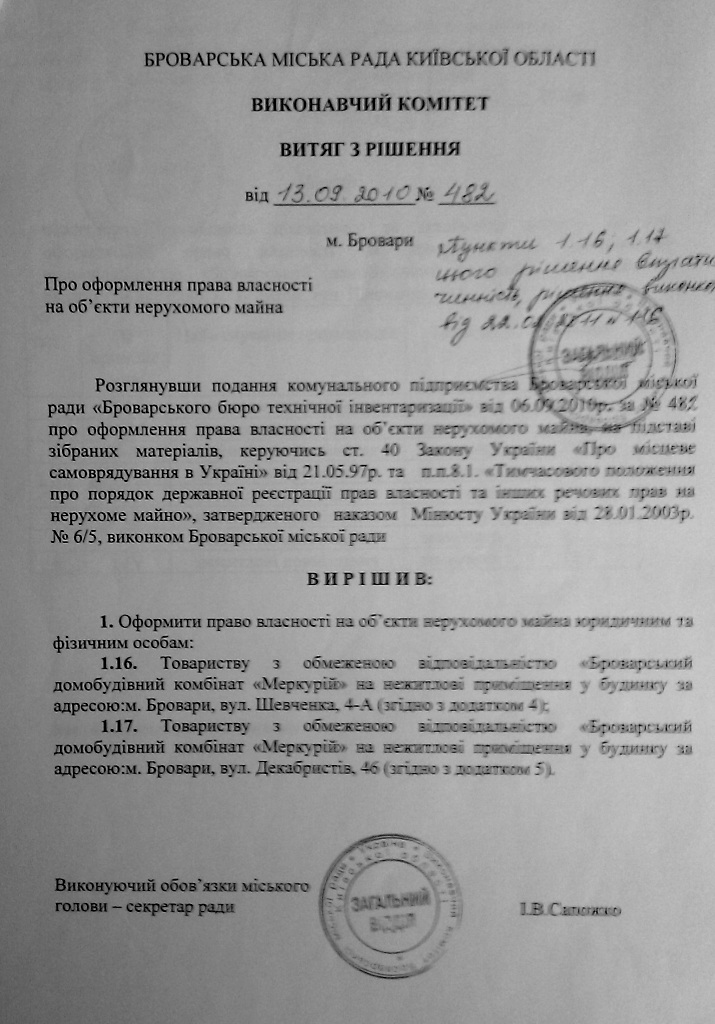 БРОВАРСЬКА МІСЬКА РАДА КИЇВСЬКОЇ ОБЛАСТІ
ВИКОНАВЧИЙ КОМІТЕТ
ВИТЯГ З РІШЕННЯ
від 13.09.2010 № 482
м. Бровари
Пункти 1.16; 1.17
цього рішення втрати
чинність, рішення виконко
від 22. 2011 № 116
Про оформлення права власності
на об’єкти нерухомого майна
ЗАГАЛЬНИЙ
ВІДДІЛ
Розглянувши подання комунального підприємства Броварської міської
ради «Броварського бюро технічної інвентаризації» від 06.09.2010р. за № 482
про оформлення права власності на об’єкти нерухомого майна, на підставі
зібраних матеріалів, керуючись ст. 40 Закону України «Про місцеве
самоврядування в Україні» від 21.05.97р. та п.п.8.1. «Тимчасового положення
про порядок державної реєстрації прав власності та інших речових прав на
нерухоме майно», затвердженого наказом Мінюсту України від 28.01.2003р.
№ 6/5, виконком Броварської міської ради
В И Р І Ш И В:
1. Оформити право власності на об’єкти нерухомого майна юридичним та
фізичним особам:
1.16. Товариству з обмеженою відповідальністю «Броварський
домобудівний комбінат «Меркурій» на нежитлові приміщення у будинку за
адресою:м. Бровари, вул. Шевченка, 4-А (згідно з додатком 4);
1.17. Товариству з обмеженою відповідальністю «Броварський
домобудівний комбінат «Меркурій» на нежитлові приміщення у будинку за
адресою:м. Бровари, вул. Декабристів, 46 (згідно з додатком 5).
Виконуючий обов’язки міського
голови – секретар ради
ЗАГАЛЬНИЙ
ВІДДІЛ
І.В.Сапожко